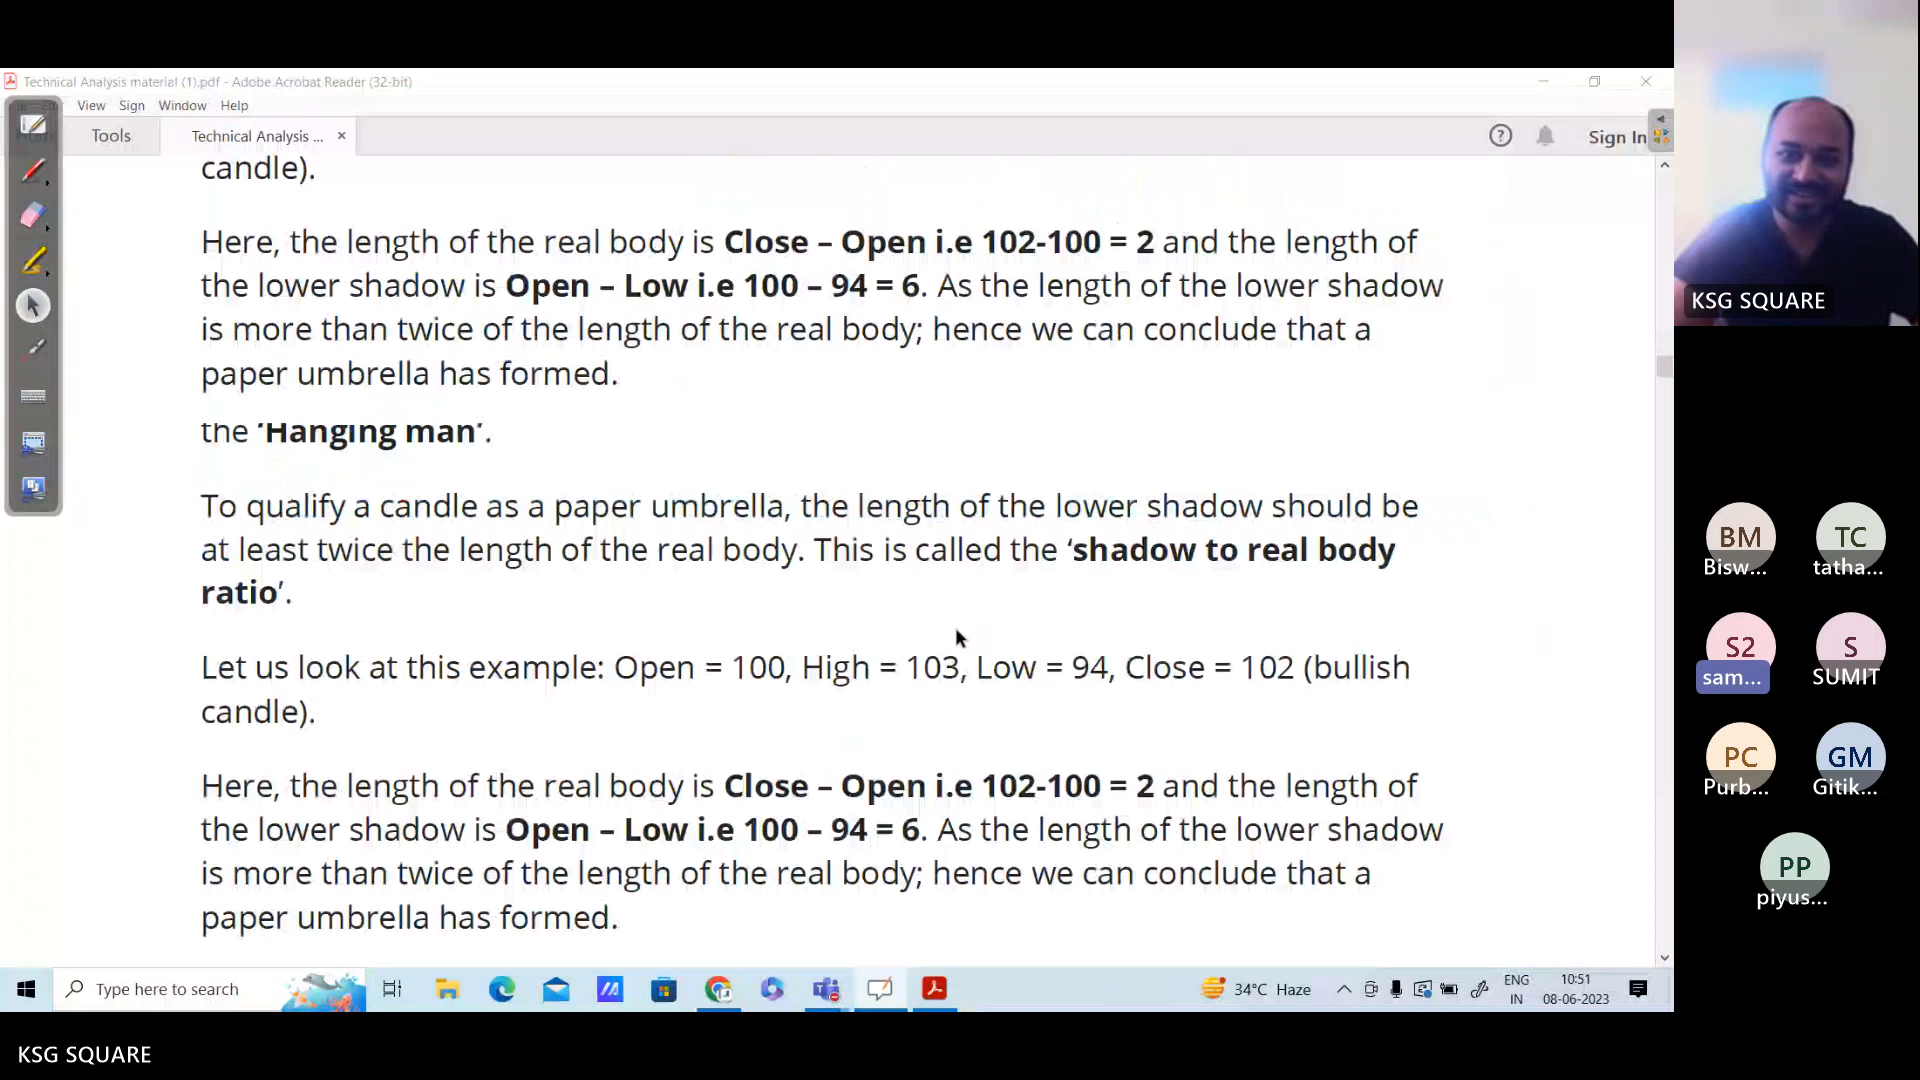 Technical Analysis material (1).pdf - Adobe Acrobat Reader (32-bit)
View Sign Window Help
Tools
Technical Analysis ...
Sign In
candle).
Here, the length of the real body is Close – Open i.e 102-100 = 2 and the length of
the lower shadow is Open – Low i.e 100 – 94 = 6. As the length of the lower shadow
is more than twice of the length of the real body; hence we can conclude that a
paper umbrella has formed.
the ‘Hanging man’.
To qualify a candle as a paper umbrella, the length of the lower shadow should be
at least twice the length of the real body. This is called the ‘shadow to real body
ratio’.
Let us look at this example: Open = 100, High = 103, Low = 94, Close = 102 (bullish
candle).
Here, the length of the real body is Close – Open i.e 102-100 = 2 and the length of
the lower shadow is Open – Low i.e 100 – 94 = 6. As the length of the lower shadow
is more than twice of the length of the real body; hence we can conclude that a
paper umbrella has formed.
Type here to search
34°C Haze
ENG
IN
10:51
08-06-2023
KSG SQUARE
KSG SQUARE
BM
Bisw...
TC
tatha...
S2
sam...
S
SUMIT
PC
Purb...
GM
Gitik...
PP
piyus...